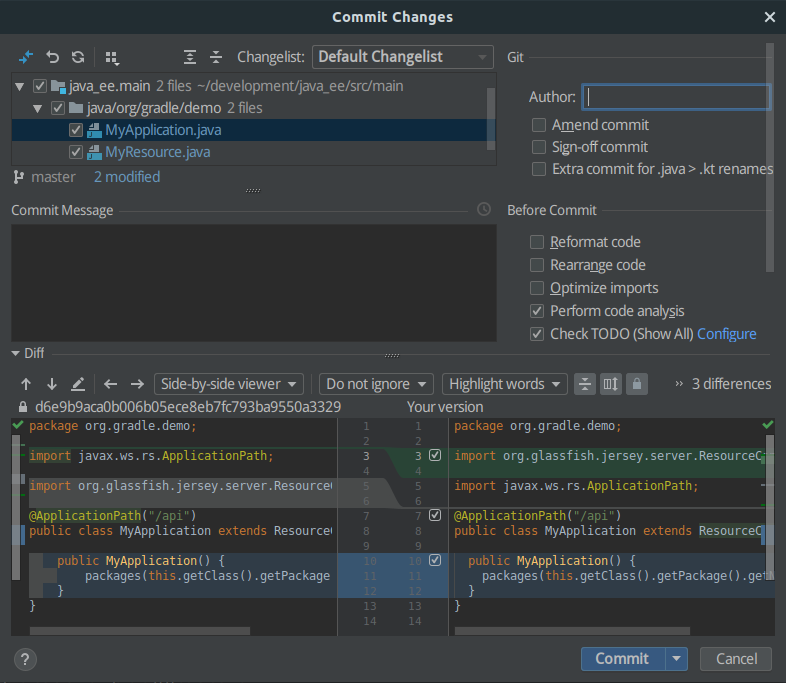 Commit Changes
Changelist: Default Changelist
java_ee.main 2 files ~/development/java_ee/src/main
java/org/gradle/demo 2 files
MyApplication.java
MyResource.java
master 2 modified
Git
Author:
Amend commit
Sign-off commit
Extra commit for .java > .kt renames
Commit Message
Before Commit
Reformat code
Rearrange code
Optimize imports
Perform code analysis
Check TODO (Show All) Configure
Diff
Side-by-side viewer Do not ignore Highlight words 3 differences
d6e9b9aca0b006b05ece8eb7fc793ba9550a3329 Your version
package org.gradle.demo; 1 1 package org.gradle.demo;
2 2
import javax.ws.rs.ApplicationPath; 3 3 import org.glassfish.jersey.server.ResourceC
4 4
import org.glassfish.jersey.server.Resource 5 5 import javax.ws.rs.ApplicationPath;
6 6
@ApplicationPath("/api") 7 7 @ApplicationPath("/api")
public class MyApplication extends Resource 8 8 public class MyApplication extends ResourceC
9 9
public MyApplication() { 10 10 public MyApplication() {
packages(this.getClass().getPackage 11 11 packages(this.getClass().getPackage().get
} 12 12 }
} 13 13 }
14 14
? Commit Cancel